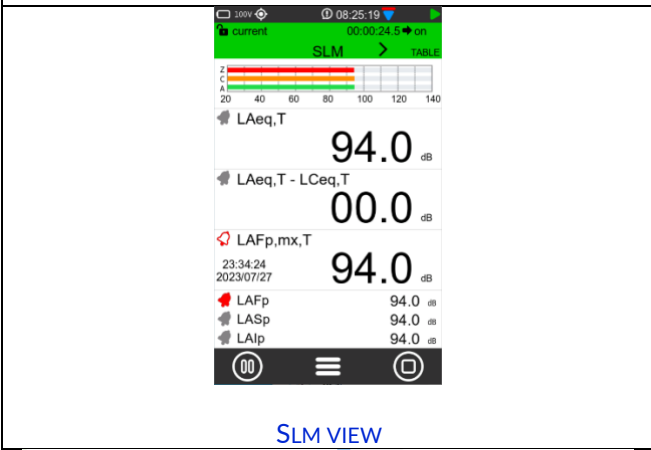 100V 08:25:19
current 00:00:24.5 on
SLM > TABLE
Z
C
A
20 40 60 80 100 120 140
LAeq,T
94.0 dB
LAeq,T - LCeq,T
00.0 dB
LAFp,mx,T
23:34:24
2023/07/27
94.0 dB
LAFp 94.0 dB
LASp 94.0 dB
LAIp 94.0 dB
SLM VIEW